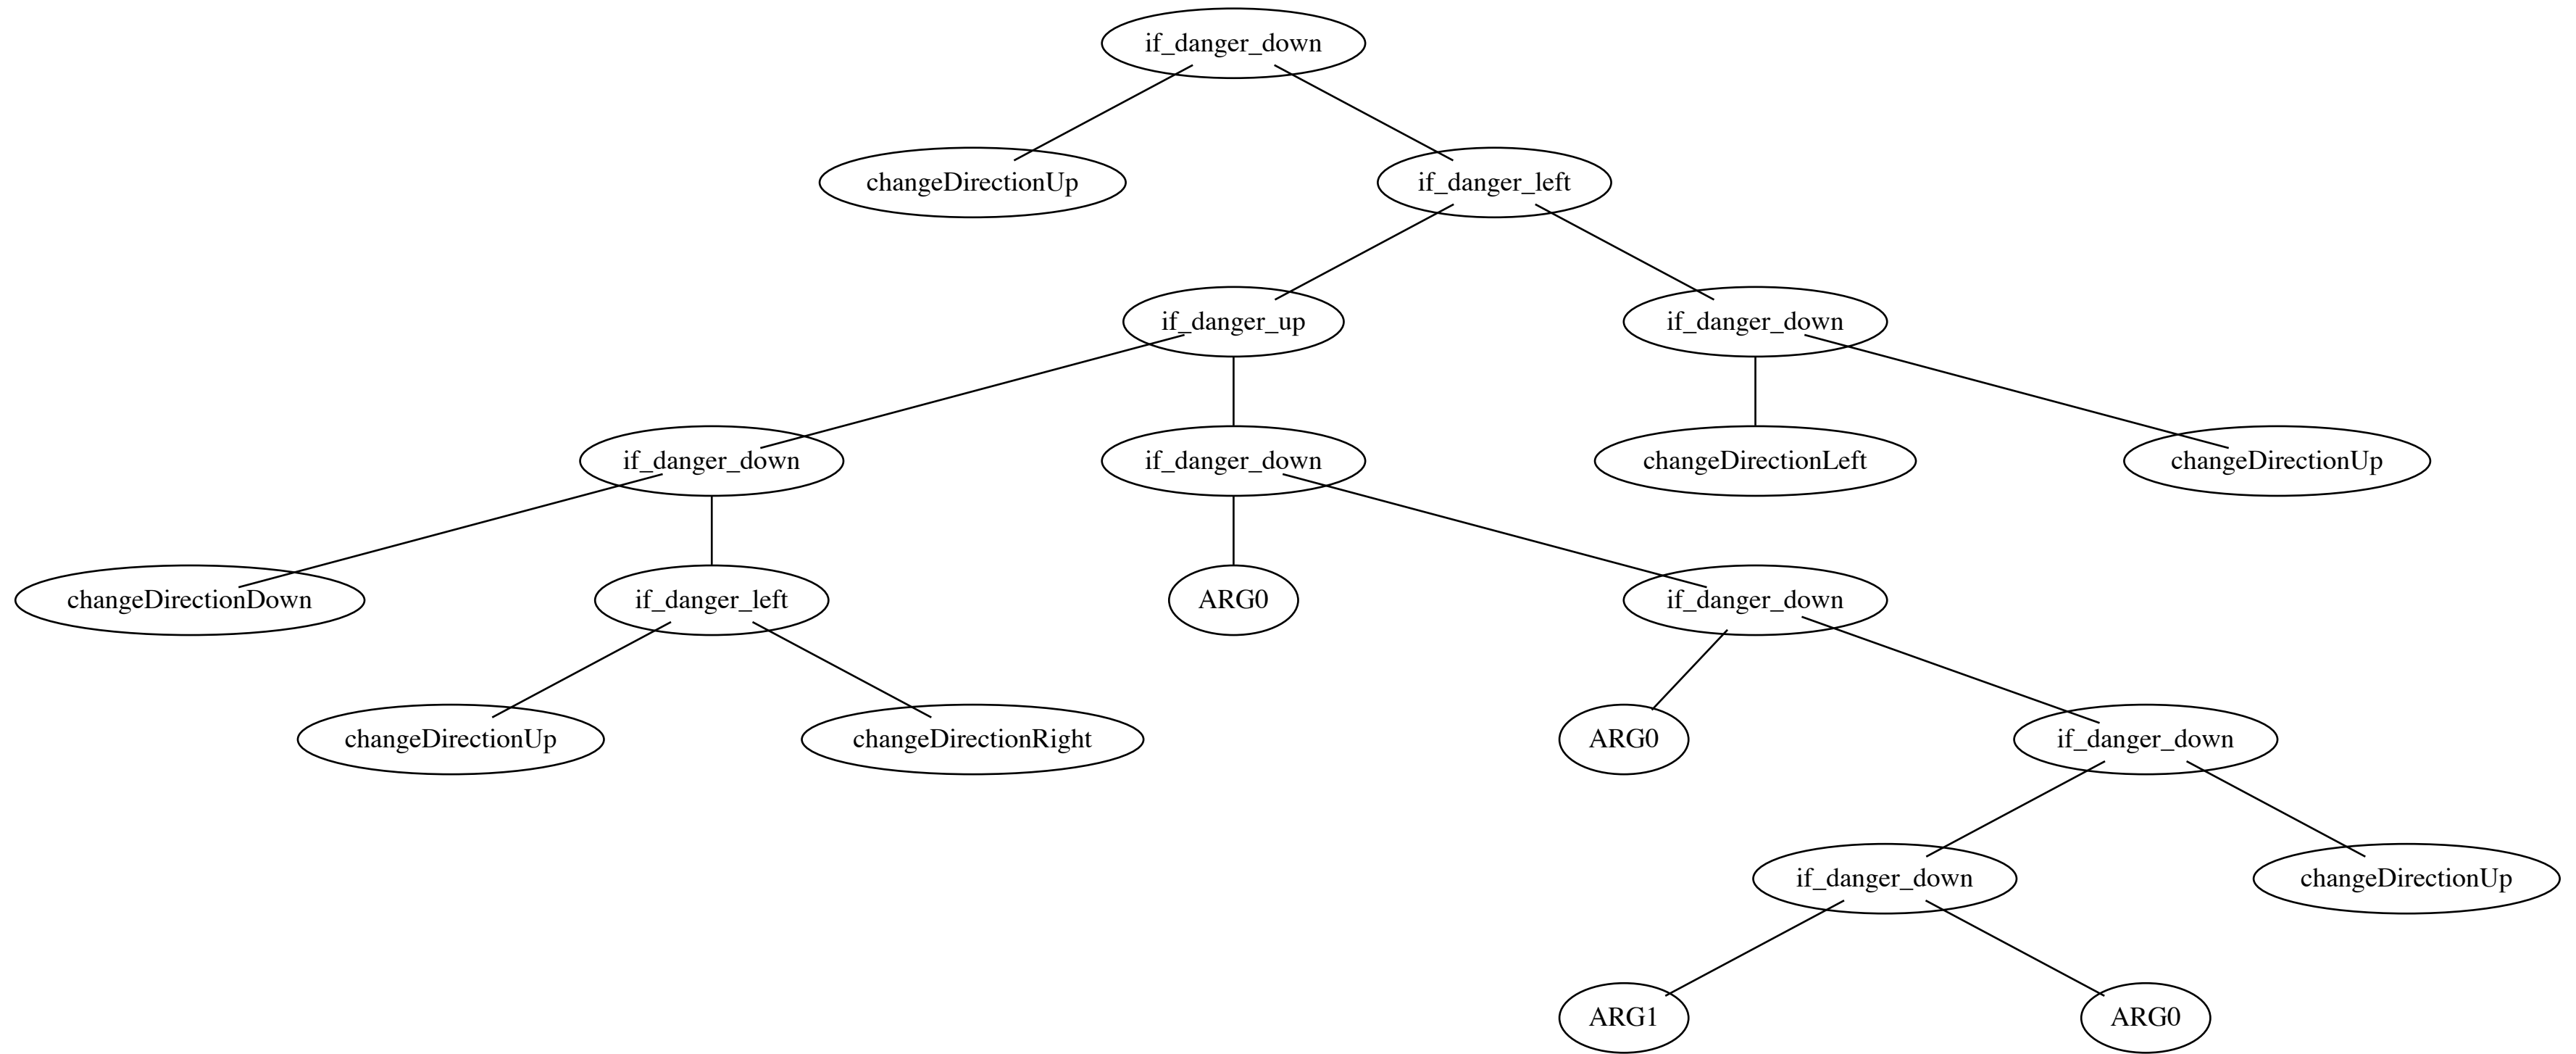 if_danger_down
changeDirectionUp
if_danger_left
if_danger_up
if_danger_down
if_danger_down
if_danger_down
changeDirectionLeft
changeDirectionUp
changeDirectionDown
if_danger_left
ARG0
if_danger_down
changeDirectionUp
changeDirectionRight
ARG0
if_danger_down
if_danger_down
changeDirectionUp
ARG1
ARG0